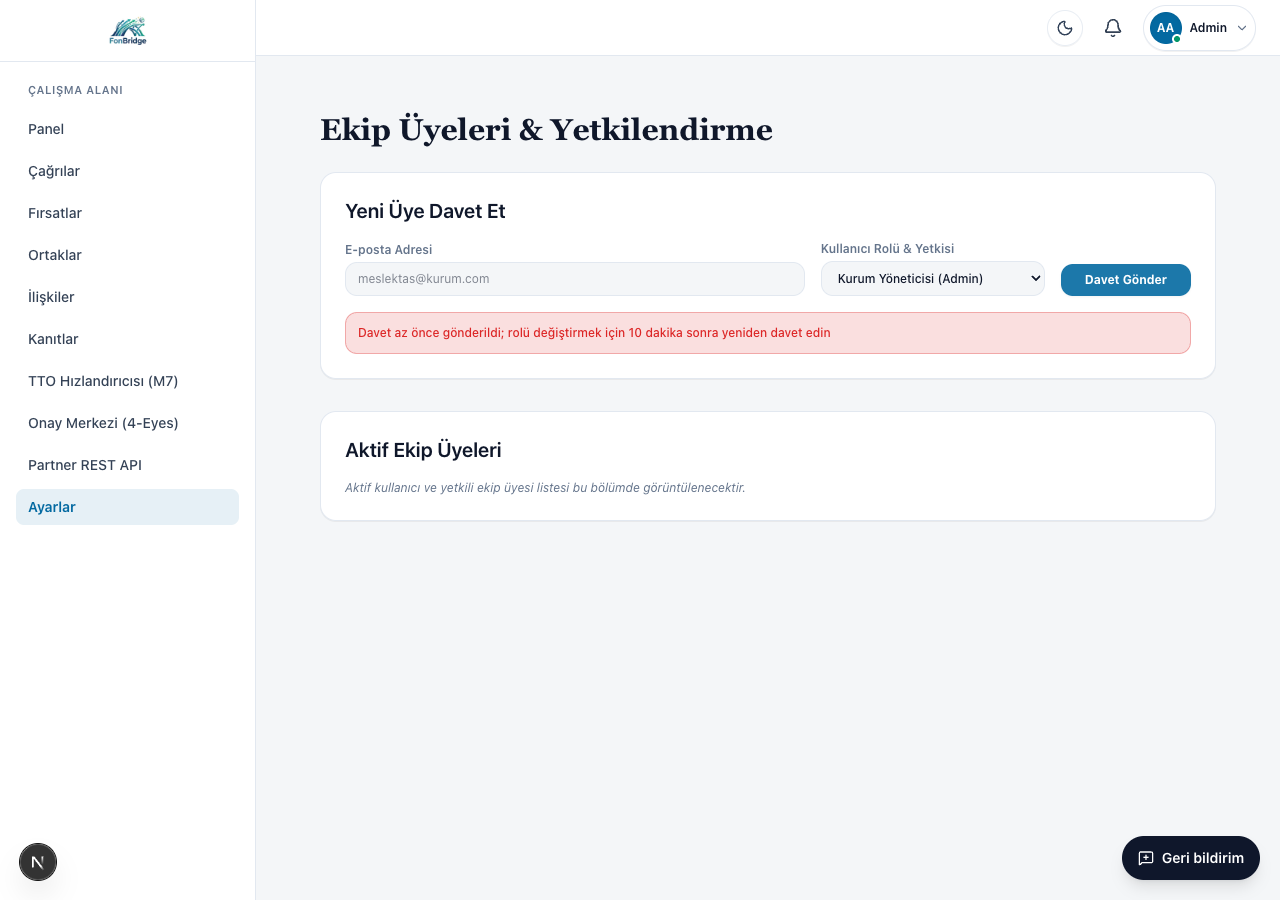 FonBridge
AA
Admin
ÇALIŞMA ALANI
Panel
Çağrılar
Fırsatlar
Ortaklar
İlişkiler
Kanıtlar
TTO Hızlandırıcısı (M7)
Onay Merkezi (4-Eyes)
Partner REST API
Ayarlar
Ekip Üyeleri & Yetkilendirme
Yeni Üye Davet Et
E-posta Adresi
meslektas@kurum.com
Kullanıcı Rolü & Yetkisi
Kurum Yöneticisi (Admin)
Davet Gönder
Davet az önce gönderildi; rolü değiştirmek için 10 dakika sonra yeniden davet edin
Aktif Ekip Üyeleri
Aktif kullanıcı ve yetkili ekip üyesi listesi bu bölümde görüntülenecektir.
N
Geri bildirim